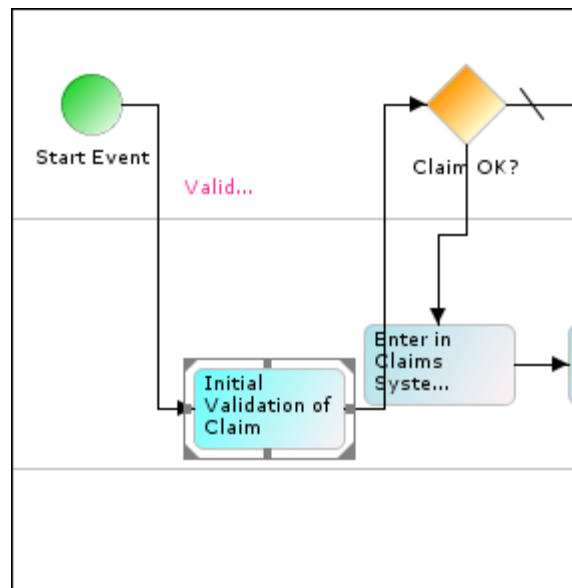 Start Event
Claim OK?
Valid...
Enter in
Claims
Syste...
Initial
Validation of
Claim